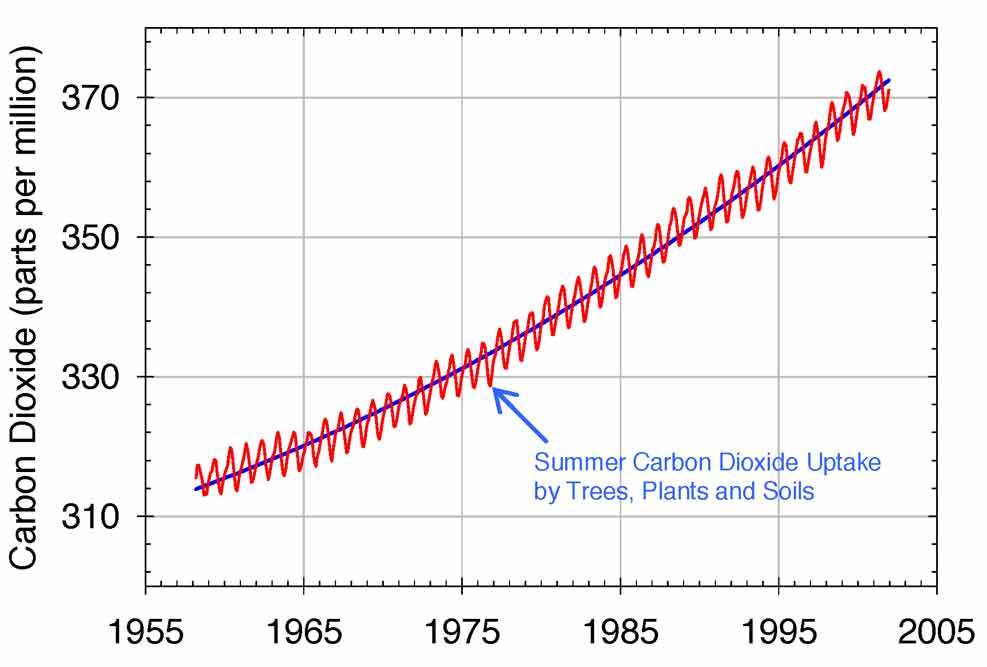 Carbon Dioxide (parts per million)
370
350
330
310
Summer Carbon Dioxide Uptake
by Trees, Plants and Soils
1955 1965 1975 1985 1995 2005